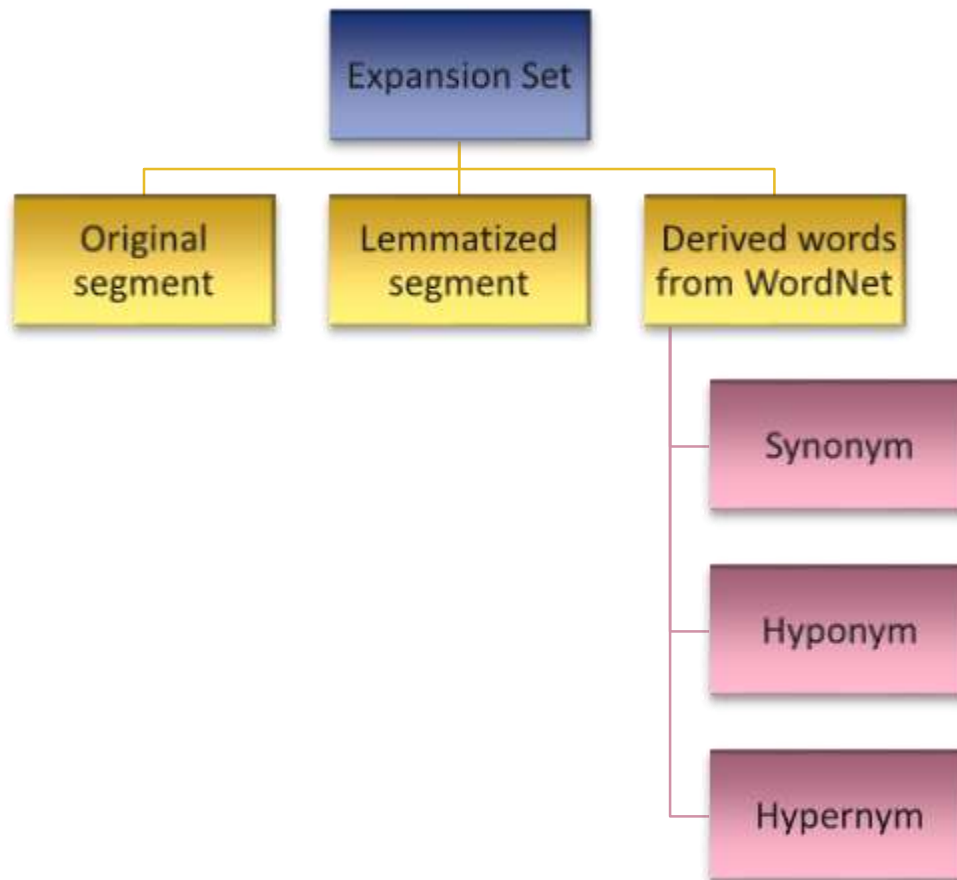 Expansion Set
Original
segment
Lemmatized
segment
Derived words
from WordNet
Synonym
Hyponym
Hypernym